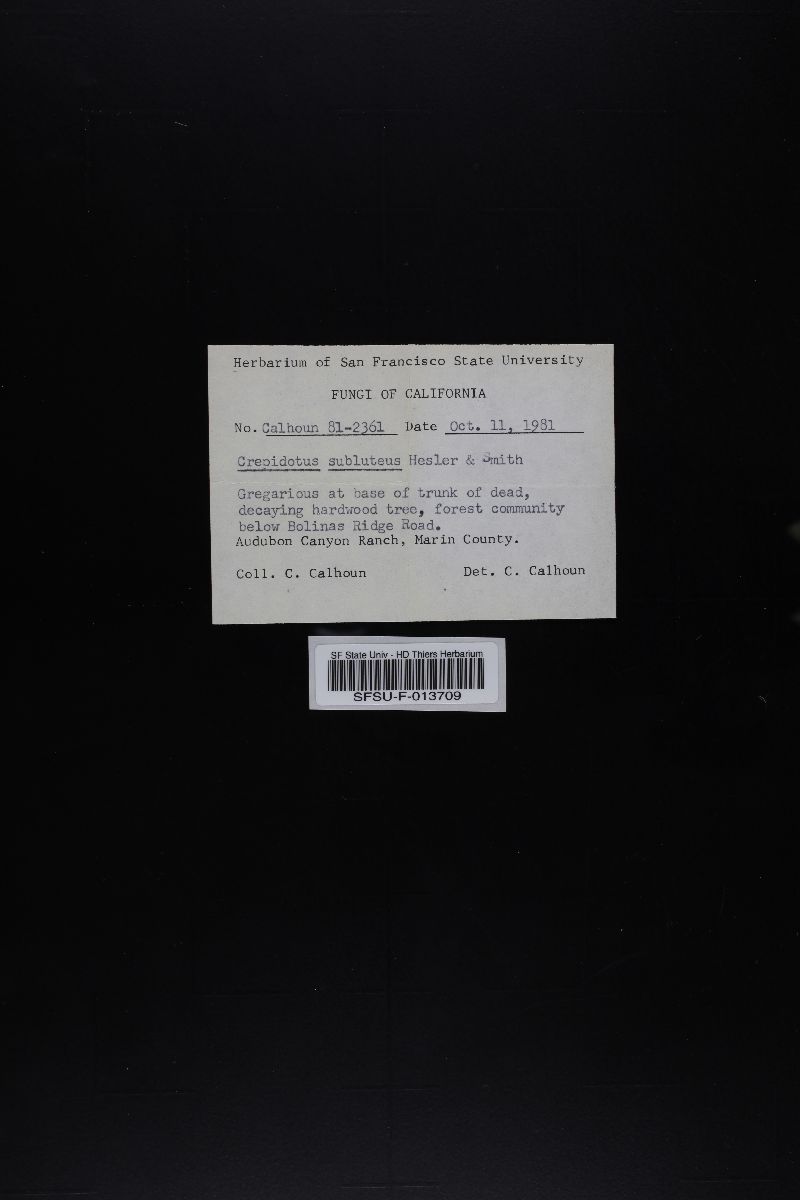 Herbarium of San Francisco State University
FUNGI OF CALIFORNIA
No. Calhoun 81-2361 Date Oct. 11, 1981
Crepidotus subluteus Hesler & Smith
Gregarious at base of trunk of dead,
decaying hardwood tree, forest community
below Bolinas Ridge Road.
Audubon Canyon Ranch, Marin County.
Coll. C. Calhoun Det. C. Calhoun
SF State Univ - HD Thiers Herbarium
SFSU-F-013709